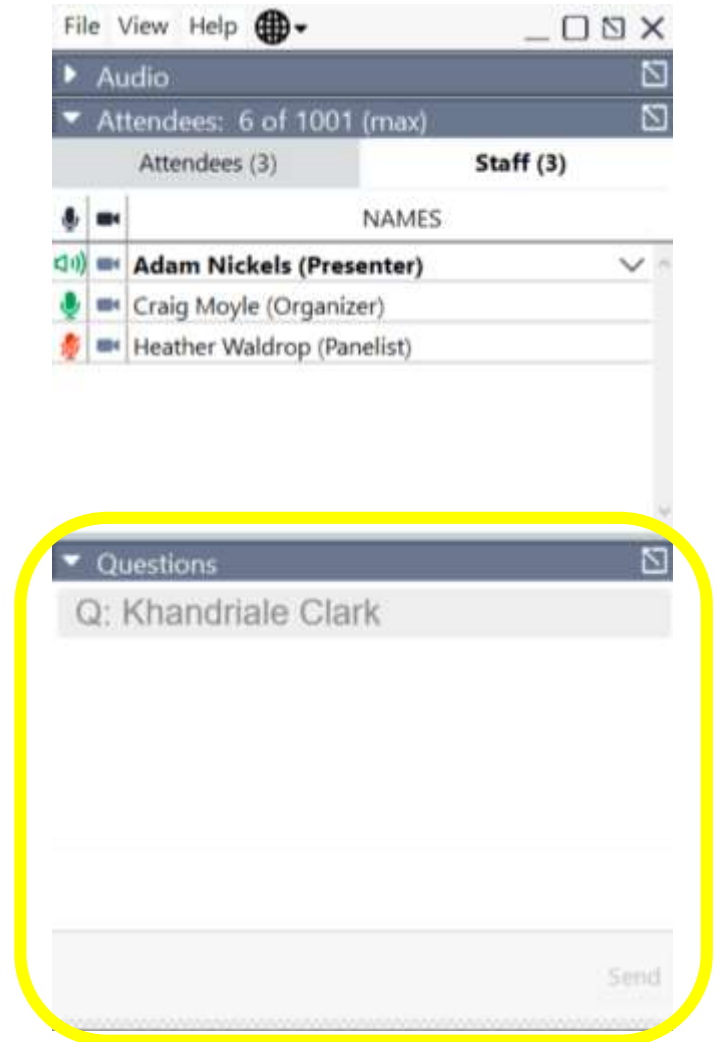 File View Help
Audio
Attendees: 6 of 1001 (max)
Attendees (3) Staff (3)
NAMES
Adam Nickels (Presenter)
Craig Moyle (Organizer)
Heather Waldrop (Panelist)
Questions
Q: Khandriale Clark
Send